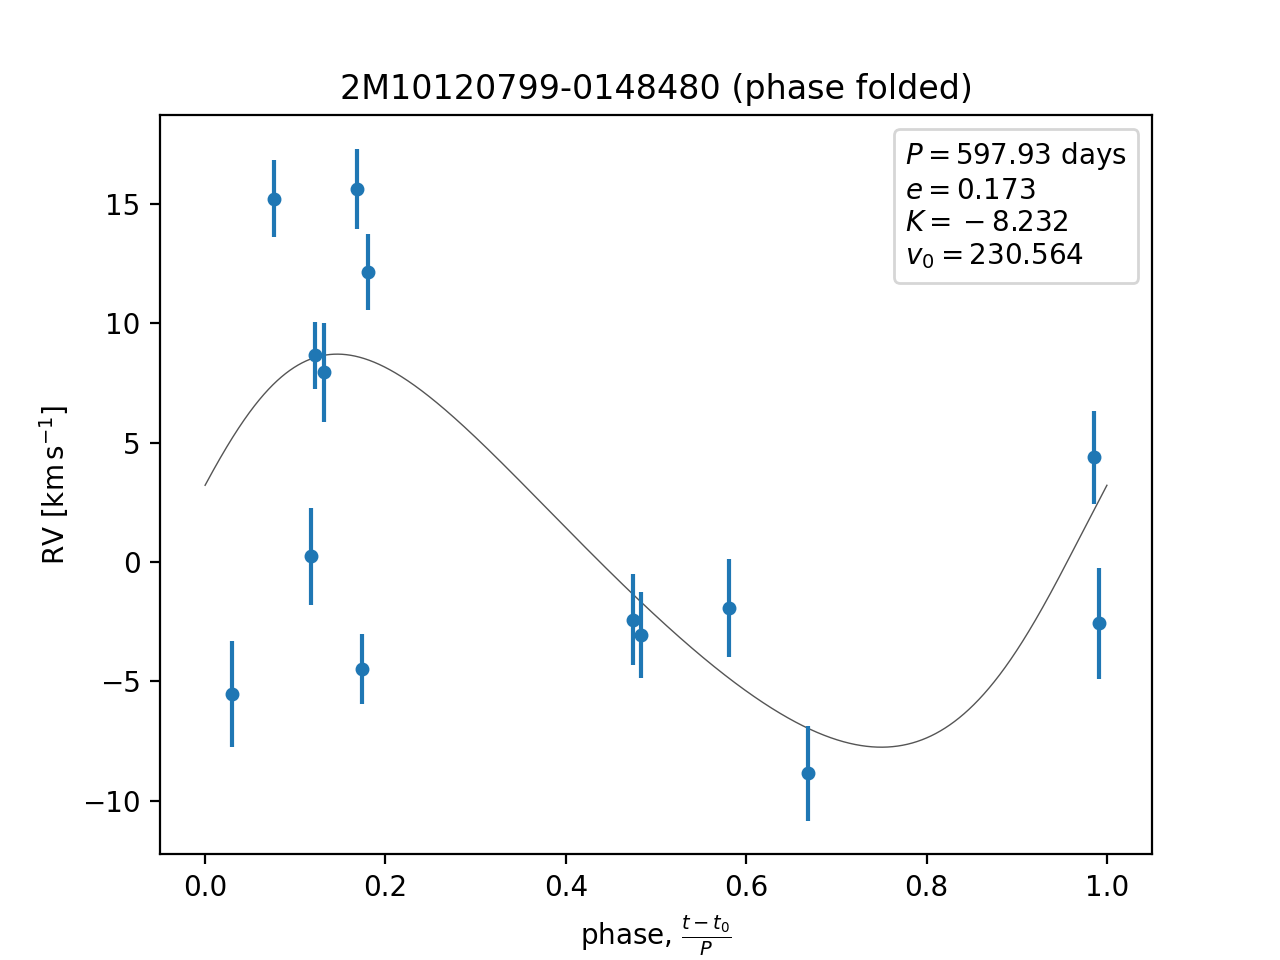 2M10120799-0148480 (phase folded)
P = 597.93 days
e = 0.173
K = −8.232
v₀ = 230.564
15
10
5
0
−5
−10
RV [km s⁻¹]
0.0 0.2 0.4 0.6 0.8 1.0
phase, (t − t₀)/P